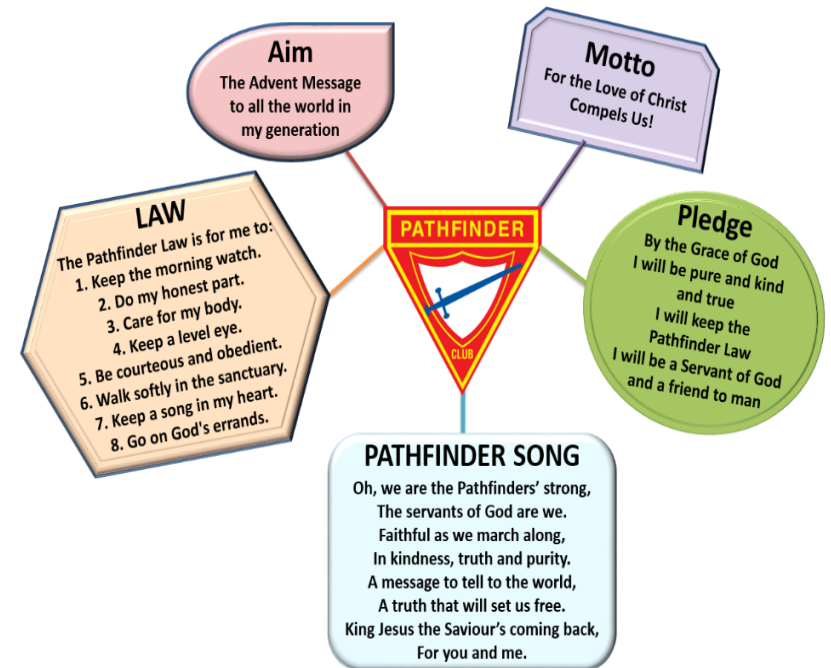 Aim
The Advent Message
to all the world in
my generation
Motto
For the Love of Christ
Compels Us!
LAW
The Pathfinder Law is for me to:
1. Keep the morning watch.
2. Do my honest part.
3. Care for my body.
4. Keep a level eye.
5. Be courteous and obedient.
6. Walk softly in the sanctuary.
7. Keep a song in my heart.
8. Go on God's errands.
PATHFINDER
CLUB
Pledge
By the Grace of God
I will be pure and kind
and true
I will keep the
Pathfinder Law
I will be a Servant of God
and a friend to man
PATHFINDER SONG
Oh, we are the Pathfinders’ strong,
The servants of God are we.
Faithful as we march along,
In kindness, truth and purity.
A message to tell to the world,
A truth that will set us free.
King Jesus the Saviour’s coming back,
For you and me.